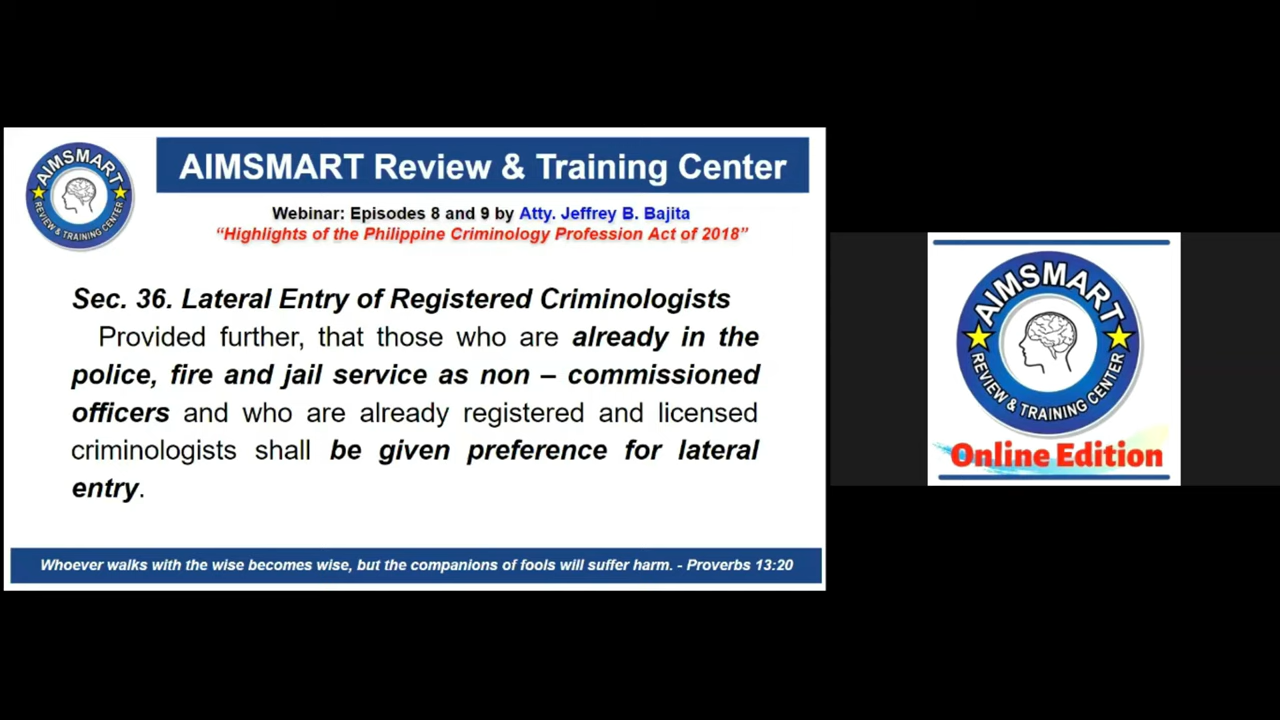 AIMSMART
REVIEW & TRAINING CENTER
AIMSMART Review & Training Center
Webinar: Episodes 8 and 9 by Atty. Jeffrey B. Bajita
“Highlights of the Philippine Criminology Profession Act of 2018”
Sec. 36. Lateral Entry of Registered Criminologists
Provided further, that those who are already in the
police, fire and jail service as non – commissioned
officers and who are already registered and licensed
criminologists shall be given preference for lateral
entry.
Whoever walks with the wise becomes wise, but the companions of fools will suffer harm. - Proverbs 13:20
AIMSMART
REVIEW & TRAINING CENTER
Online Edition